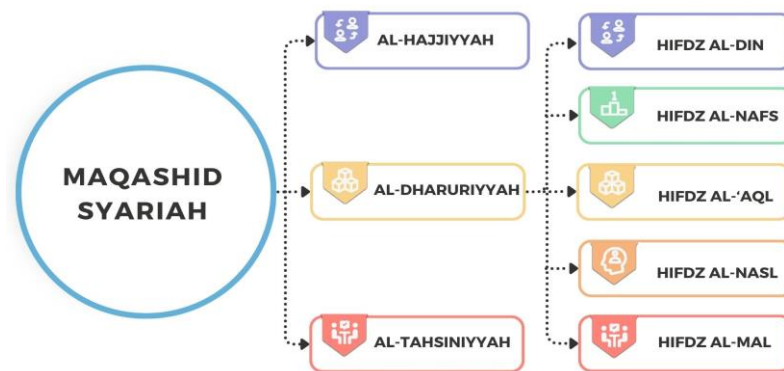 MAQASHID
SYARIAH
AL-HAJJIYYAH
AL-DHARURIYYAH
AL-TAHSINIYYAH
HIFDZ AL-DIN
1
HIFDZ AL-NAFS
HIFDZ AL-‘AQL
HIFDZ AL-NASL
HIFDZ AL-MAL